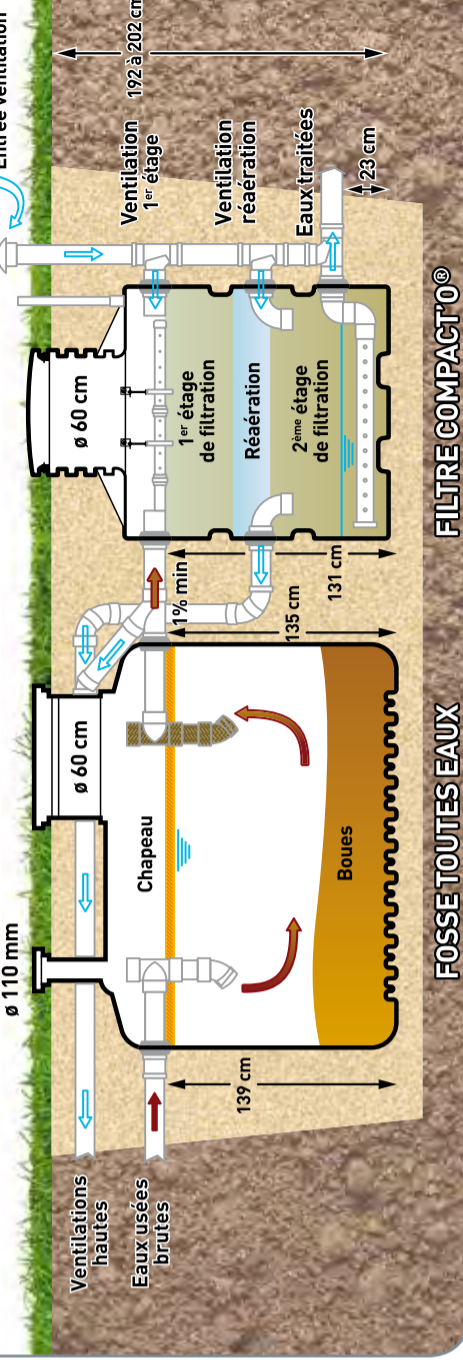 Entrée ventilation
192 à 202 cm
ø 110 mm
ø 60 cm
ø 60 cm
Ventilation
1er étage
Ventilation
réaération
Eaux traitées
23 cm
Ventilations
hautes
Eaux usées
brutes
Chapeau
Boues
139 cm
135 cm
131 cm
1% min
1er étage
de filtration
Réaération
2ème étage
de filtration
FOSSE TOUTES EAUX
FILTRE COMPACT'O®